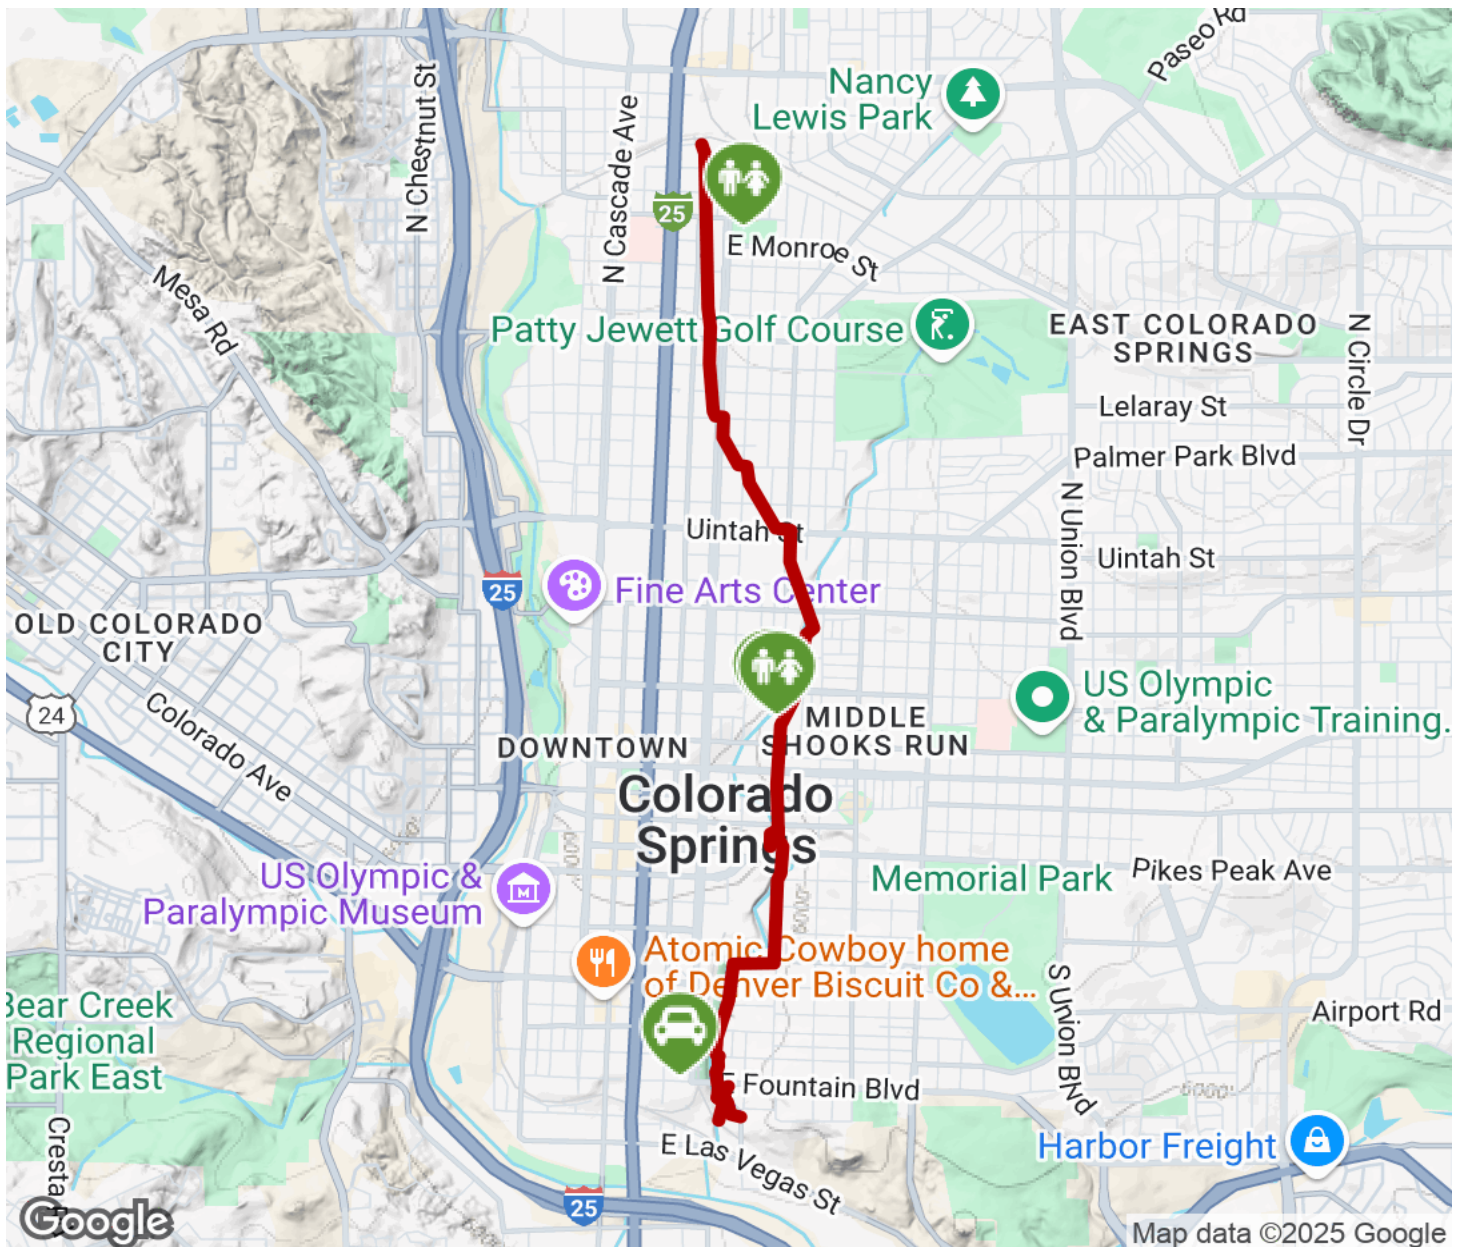 Paseo Rd
N Chestnut St
Nancy
Lewis Park
N Cascade Ave
25
E Monroe St
Mesa Rd
Patty Jewett Golf Course
EAST COLORADO
SPRINGS
N Circle Dr
Lelaray St
Palmer Park Blvd
N Union Blvd
Uintah St
Uintah St
25
Fine Arts Center
OLD COLORADO
CITY
24
Colorado Ave
US Olympic
& Paralympic Training.
MIDDLE
SHOOKS RUN
DOWNTOWN
Colorado
Springs
US Olympic &
Paralympic Museum
Memorial Park
Pikes Peak Ave
6000'
Atomic Cowboy home
of Denver Biscuit Co &...
S Union Blvd
Bear Creek
Regional
Park East
Airport Rd
E Fountain Blvd
6000'
E Las Vegas St
Harbor Freight
25
Google
Map data ©2025 Google